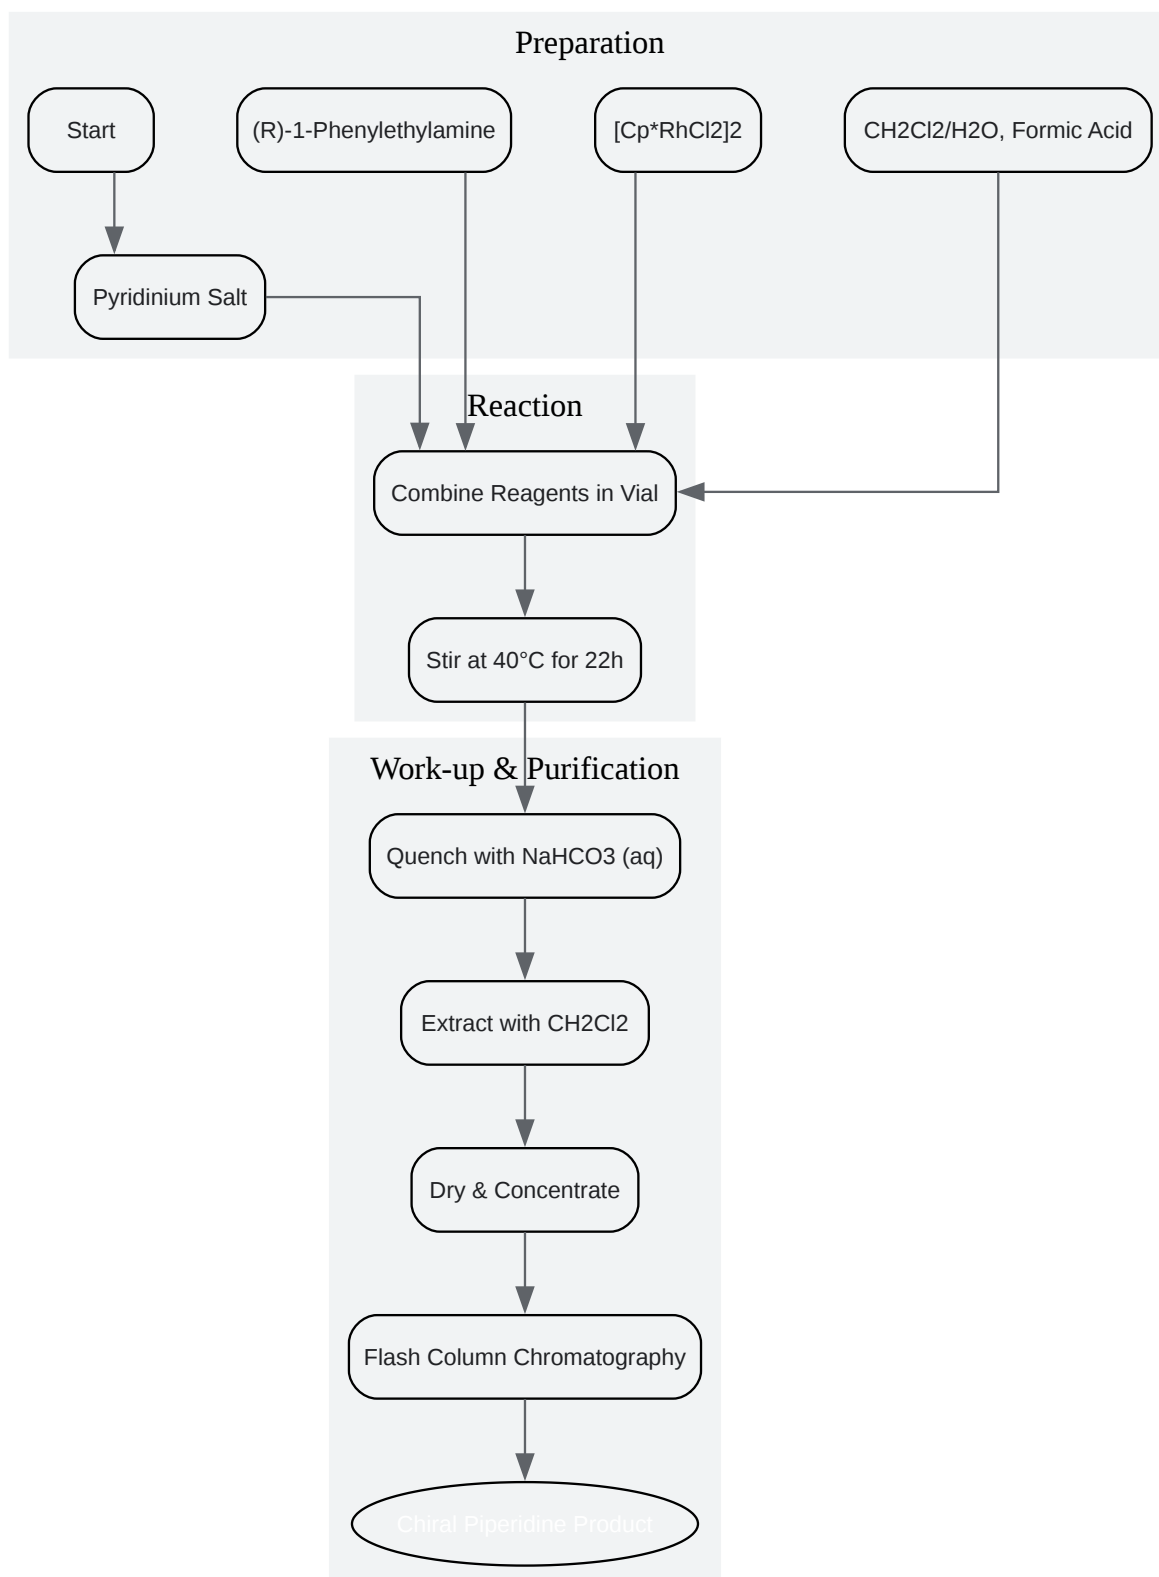 Preparation
Start
(R)-1-Phenylethylamine
[Cp*RhCl2]2
CH2Cl2/H2O, Formic Acid
Pyridinium Salt
Reaction
Combine Reagents in Vial
Stir at 40°C for 22h
Work-up & Purification
Quench with NaHCO3 (aq)
Extract with CH2Cl2
Dry & Concentrate
Flash Column Chromatography
Chiral Piperidine Product